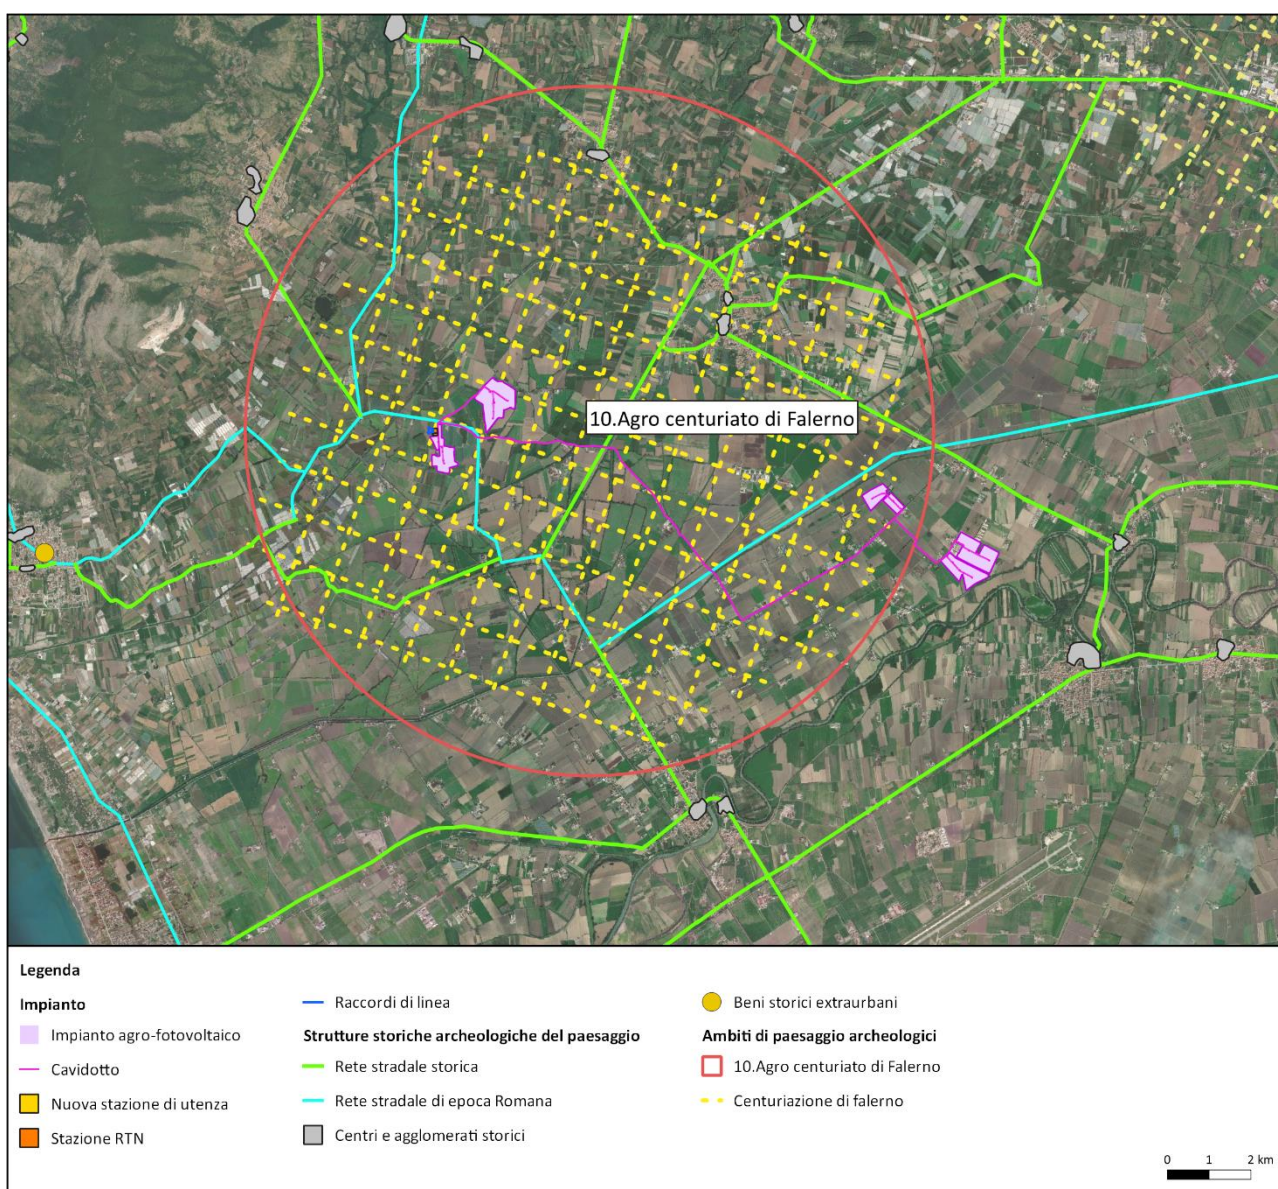 10.Agro centuriato di Falerno
Legenda
Impianto
Impianto agro-fotovoltaico
Cavidotto
Nuova stazione di utenza
Stazione RTN
Raccordi di linea
Strutture storiche archeologiche del paesaggio
Rete stradale storica
Rete stradale di epoca Romana
Centri e agglomerati storici
Beni storici extraurbani
Ambiti di paesaggio archeologici
10.Agro centuriato di Falerno
Centuriazione di falerno
0 1 2 km